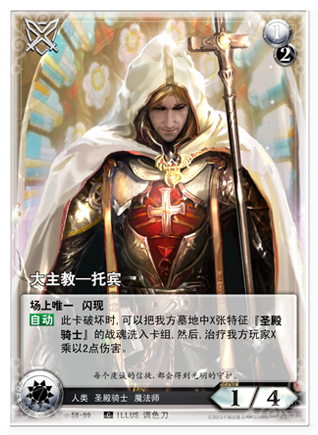 1
2
大主教一托宾
场上唯一 闪现
自动 此卡破坏时,可以把我方墓地中X张特征『圣殿
骑士』的战魂洗入卡组,然后,治疗我方玩家X
乘以2点伤害。
每个虔诚的信徒,都会得到光明的守护。
人类 圣殿骑士 魔法师
1/4
C ILLUS 调色刀